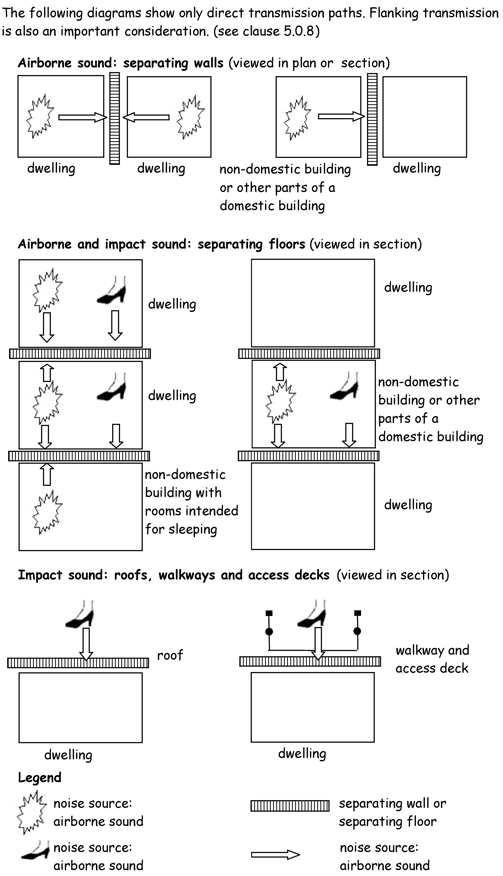 The following diagrams show only direct transmission paths. Flanking transmission
is also an important consideration. (see clause 5.0.8)
Airborne sound: separating walls (viewed in plan or section)
dwelling
dwelling
non-domestic building
or other parts of a
domestic building
dwelling
Airborne and impact sound: separating floors (viewed in section)
dwelling
dwelling
non-domestic
building with
rooms intended
for sleeping
dwelling
non-domestic
building or other
parts of a
domestic building
dwelling
Impact sound: roofs, walkways and access decks (viewed in section)
roof
dwelling
walkway and
access deck
dwelling
Legend
noise source:
airborne sound
separating wall or
separating floor
noise source:
airborne sound
noise source:
airborne sound